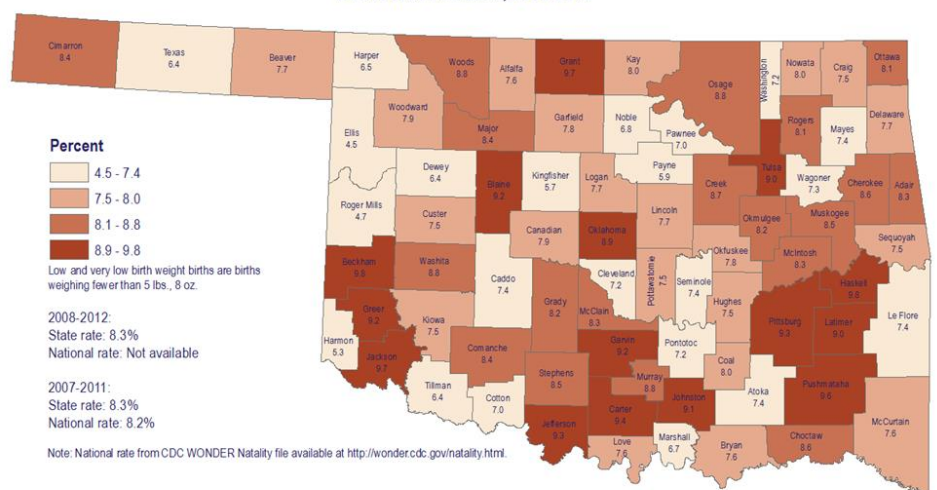 Cimarron
8.4
Texas
6.4
Beaver
7.7
Harper
6.5
Woods
8.8
Alfalfa
7.6
Grant
9.7
Kay
8.0
Osage
8.8
Washington
7.2
Nowata
8.0
Craig
7.5
Ottawa
8.1
Woodward
7.9
Ellis
4.5
Major
8.4
Garfield
7.8
Noble
6.8
Pawnee
7.0
Rogers
8.1
Mayes
7.4
Delaware
7.7
Percent
4.5 - 7.4
7.5 - 8.0
8.1 - 8.8
8.9 - 9.8
Low and very low birth weight births are births
weighing fewer than 5 lbs., 8 oz.
2008-2012:
State rate: 8.3%
National rate: Not available
2007-2011:
State rate: 8.3%
National rate: 8.2%
Dewey
6.4
Blaine
9.2
Kingfisher
5.7
Logan
7.7
Payne
5.9
Creek
8.7
Tulsa
9.0
Wagoner
7.3
Cherokee
8.6
Adair
8.3
Roger Mills
4.7
Custer
7.5
Canadian
7.9
Oklahoma
8.9
Lincoln
7.7
Okmulgee
8.2
Muskogee
8.5
Sequoyah
7.5
Beckham
Washita
8.8
Caddo
7.4
Grady
8.2
Cleveland
7.2
McClain
8.3
Pottawatomie
7.5
Seminole
7.4
Okfuskee
7.8
McIntosh
8.3
Haskell
9.8
Hughes
7.5
Pittsburg
9.3
Latimer
9.0
Le Flore
7.4
Greer
9.2
Kiowa
7.5
Harmon
5.3
Jackson
9.7
Comanche
8.4
Tillman
6.4
Cotton
7.0
Stephens
8.5
Garvin
9.2
Murray
8.8
Pontotoc
7.2
Coal
8.0
Atoka
7.4
Pushmataha
9.6
McCurtain
7.6
Jefferson
9.3
Carter
9.4
Johnston
9.1
Love
7.6
Marshall
6.7
Bryan
7.6
Choctaw
8.6
Note: National rate from CDC WONDER Natality file available at http://wonder.cdc.gov/natality.html.